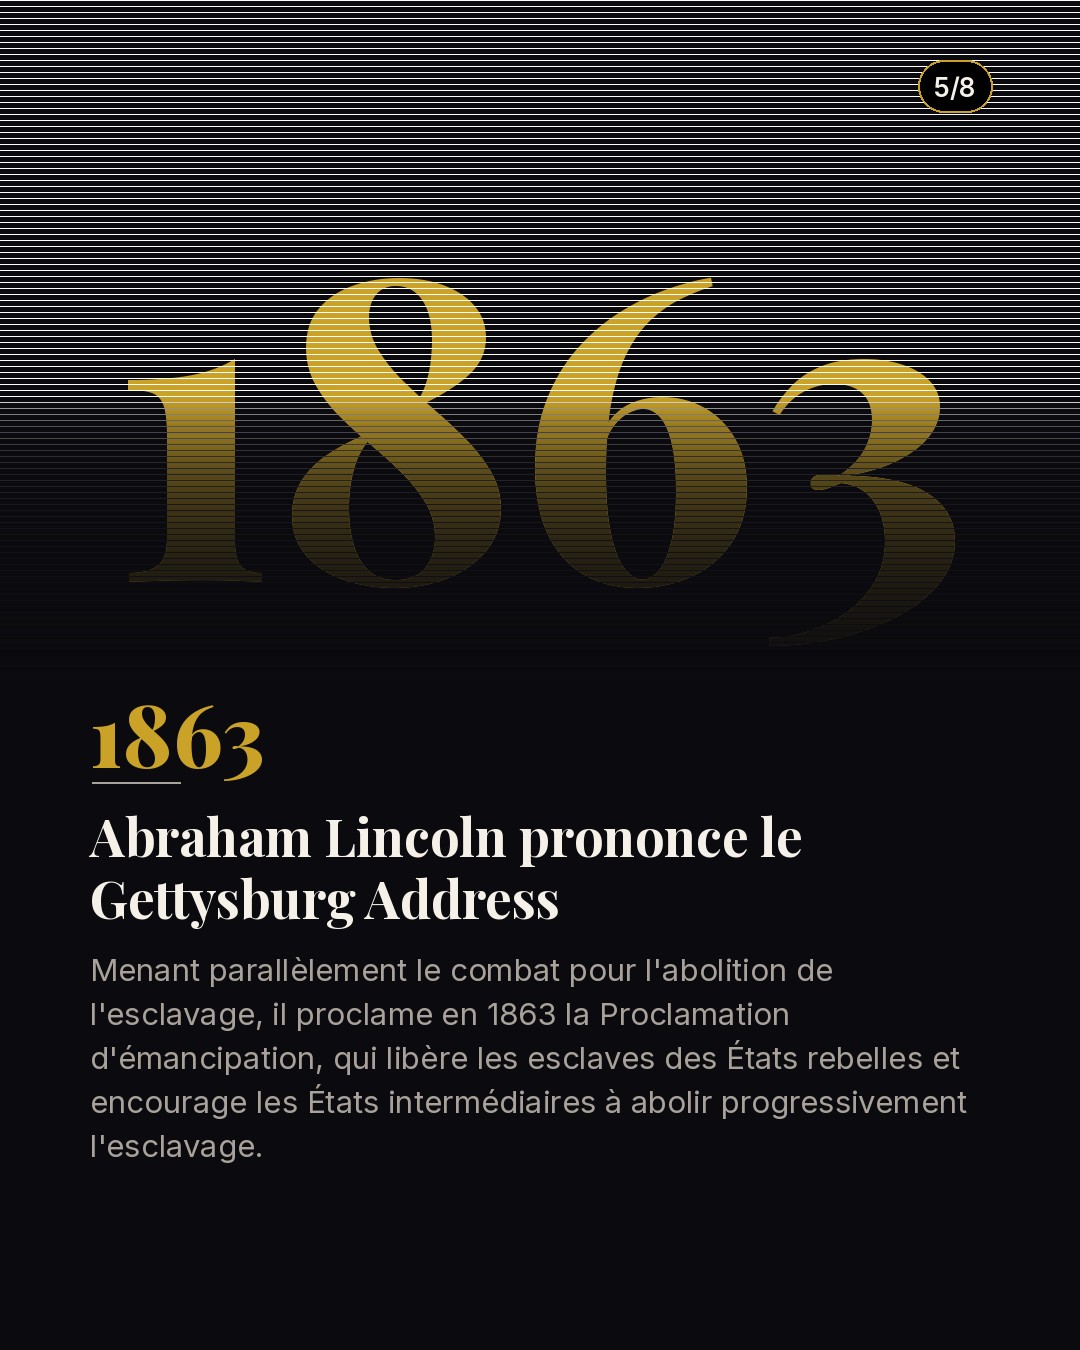 5/8
1863
1863
Abraham Lincoln prononce le
Gettysburg Address
Menant parallèlement le combat pour l'abolition de
l'esclavage, il proclame en 1863 la Proclamation
d'émancipation, qui libère les esclaves des États rebelles et
encourage les États intermédiaires à abolir progressivement
l'esclavage.